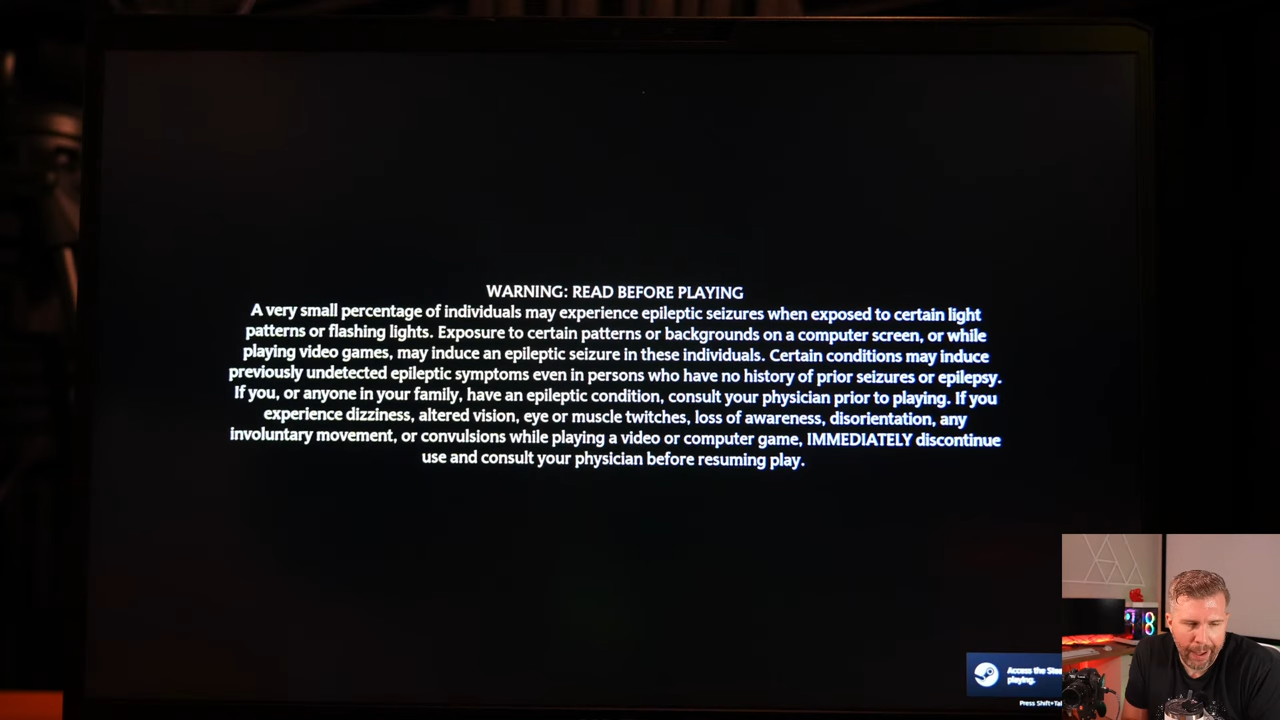 WARNING: READ BEFORE PLAYING
A very small percentage of individuals may experience epileptic seizures when exposed to certain light
patterns or flashing lights. Exposure to certain patterns or backgrounds on a computer screen, or while
playing video games, may induce an epileptic seizure in these individuals. Certain conditions may induce
previously undetected epileptic symptoms even in persons who have no history of prior seizures or epilepsy.
If you, or anyone in your family, have an epileptic condition, consult your physician prior to playing. If you
experience dizziness, altered vision, eye or muscle twitches, loss of awareness, disorientation, any
involuntary movement, or convulsions while playing a video or computer game, IMMEDIATELY discontinue
use and consult your physician before resuming play.
Access the
playing.
Press Shift+